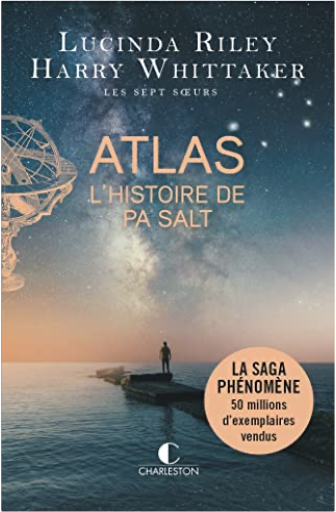 LUCINDA RILEY
HARRY WHITTAKER
LES SEPT SŒURS
ATLAS
L'HISTOIRE DE
PA SALT
LA SAGA
PHÉNOMÈNE
50 millions
d'exemplaires
vendus
C
CHARLESTON